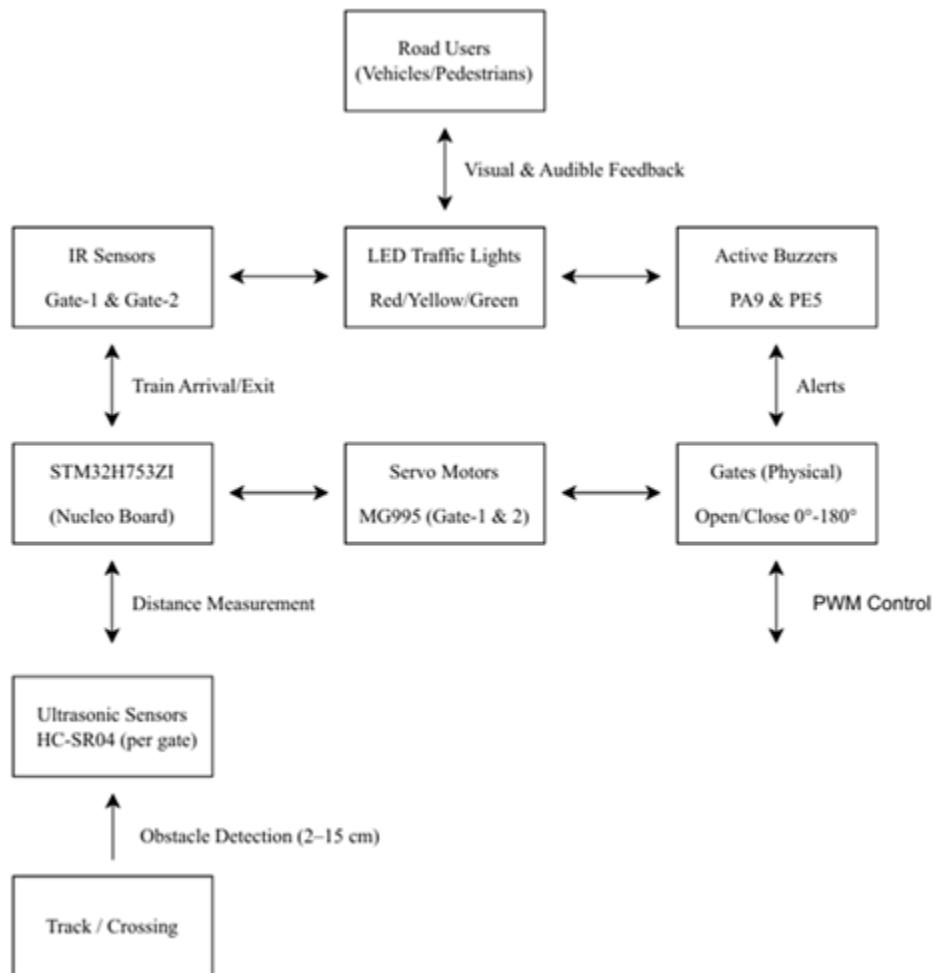 Road Users
(Vehicles/Pedestrians)
Visual & Audible Feedback
IR Sensors
Gate-1 & Gate-2
LED Traffic Lights
Red/Yellow/Green
Active Buzzers
PA9 & PE5
Train Arrival/Exit
Alerts
STM32H753ZI
(Nucleo Board)
Servo Motors
MG995 (Gate-1 & 2)
Gates (Physical)
Open/Close 0°-180°
Distance Measurement
PWM Control
Ultrasonic Sensors
HC-SR04 (per gate)
Obstacle Detection (2–15 cm)
Track / Crossing